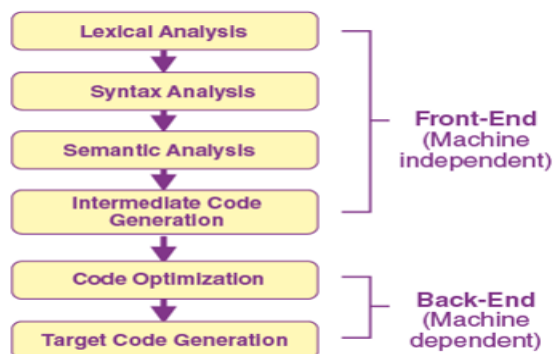 Lexical Analysis
Syntax Analysis
Semantic Analysis
Intermediate Code
Generation
Code Optimization
Target Code Generation
Front-End
(Machine
independent)
Back-End
(Machine
dependent)